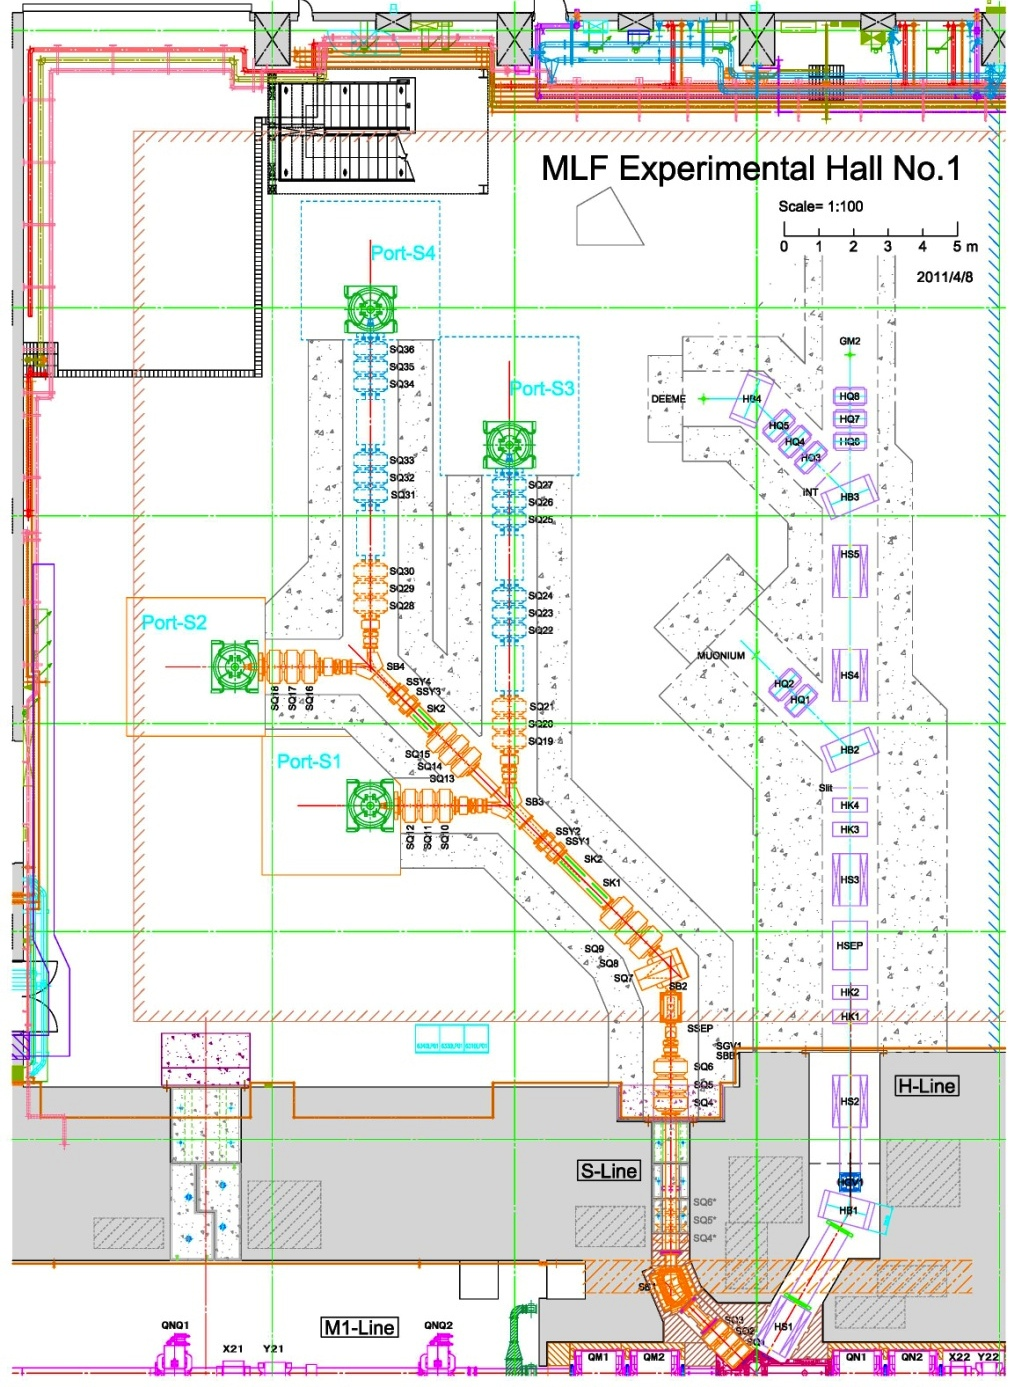 MLF Experimental Hall No.1
Scale= 1:100
0 1 2 3 4 5 m
2011/4/8
Port-S4
SQ36
SQ35
SQ34
Port-S3
SQ33
SQ32
SQ31
SQ27
SQ26
SQ25
SQ30
SQ29
SQ28
SQ24
SQ23
SQ22
Port-S2
SB4
SSY4
SSY3
SK2
SQ18
SQ17
SQ16
SQ21
SQ20
SQ19
SQ15
SQ14
SQ13
Port-S1
SB3
SQ12
SQ11
SQ10
SSY2
SSY1
SK2
SK1
SQ9
SQ8
SQ7
SB2
SSEP
SGV1
SBB1
SQ6
SQ5
SQ4
GM2
DEEME
HB4
HQ8
HQ7
HQ6
HQ5
HQ4
HQ3
INT
HB3
HS5
MUONIUM
HS4
HQ2
HQ1
HB2
Slit
HK4
HK3
HS3
HSEP
HK2
HK1
H-Line
HS2
HGV1
HB1
S-Line
SQ6*
SQ5*
SQ4*
SQ3
SQ2
SQ1
HS1
M1-Line
QNQ1
X21
Y21
QNQ2
QM1
QM2
QN1
QN2
X22
Y22